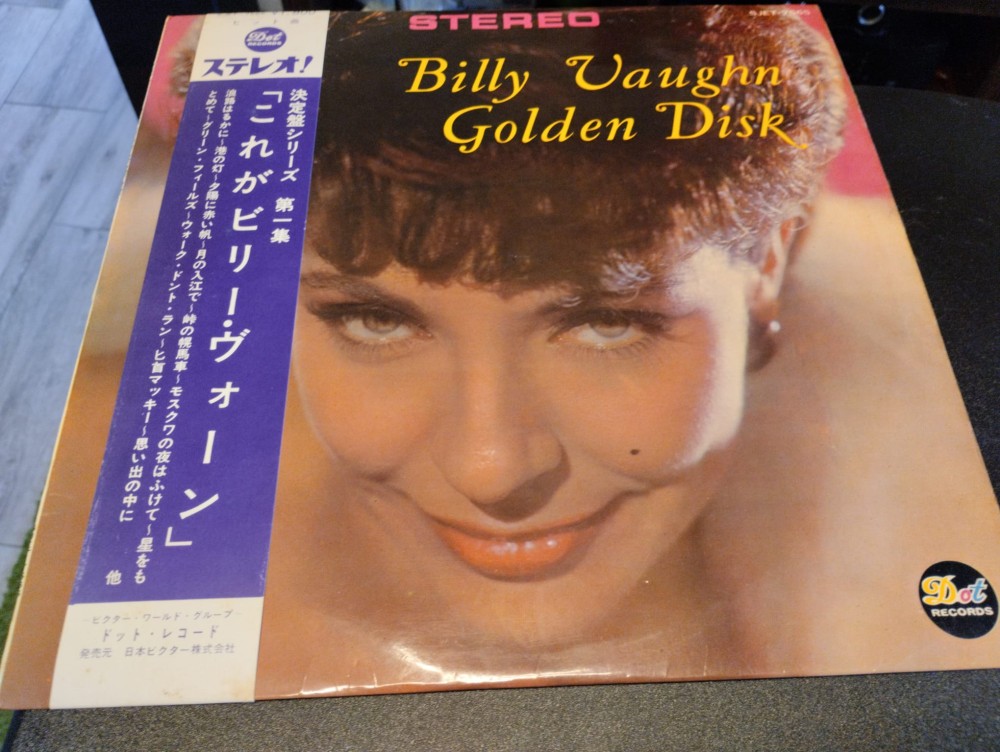 STEREO
Billy Vaughn
Golden Disk
Dot
RECORDS
ステレオ!
決定盤シリーズ 第一集
「これがビリー・ヴォーン」
浪路はるかに~港の灯~夕陽に赤い帆~月の入江で~峠の幌馬車~モスクワの夜はふけて~星をも
とめて~グリーン・フィールズ~ウォーク・ドント・ラン~匕首マッキー~思い出の中に
他
ビクター・ワールド・グループ
ドット・レコード
発売元 日本ビクター株式会社
Dot
RECORDS